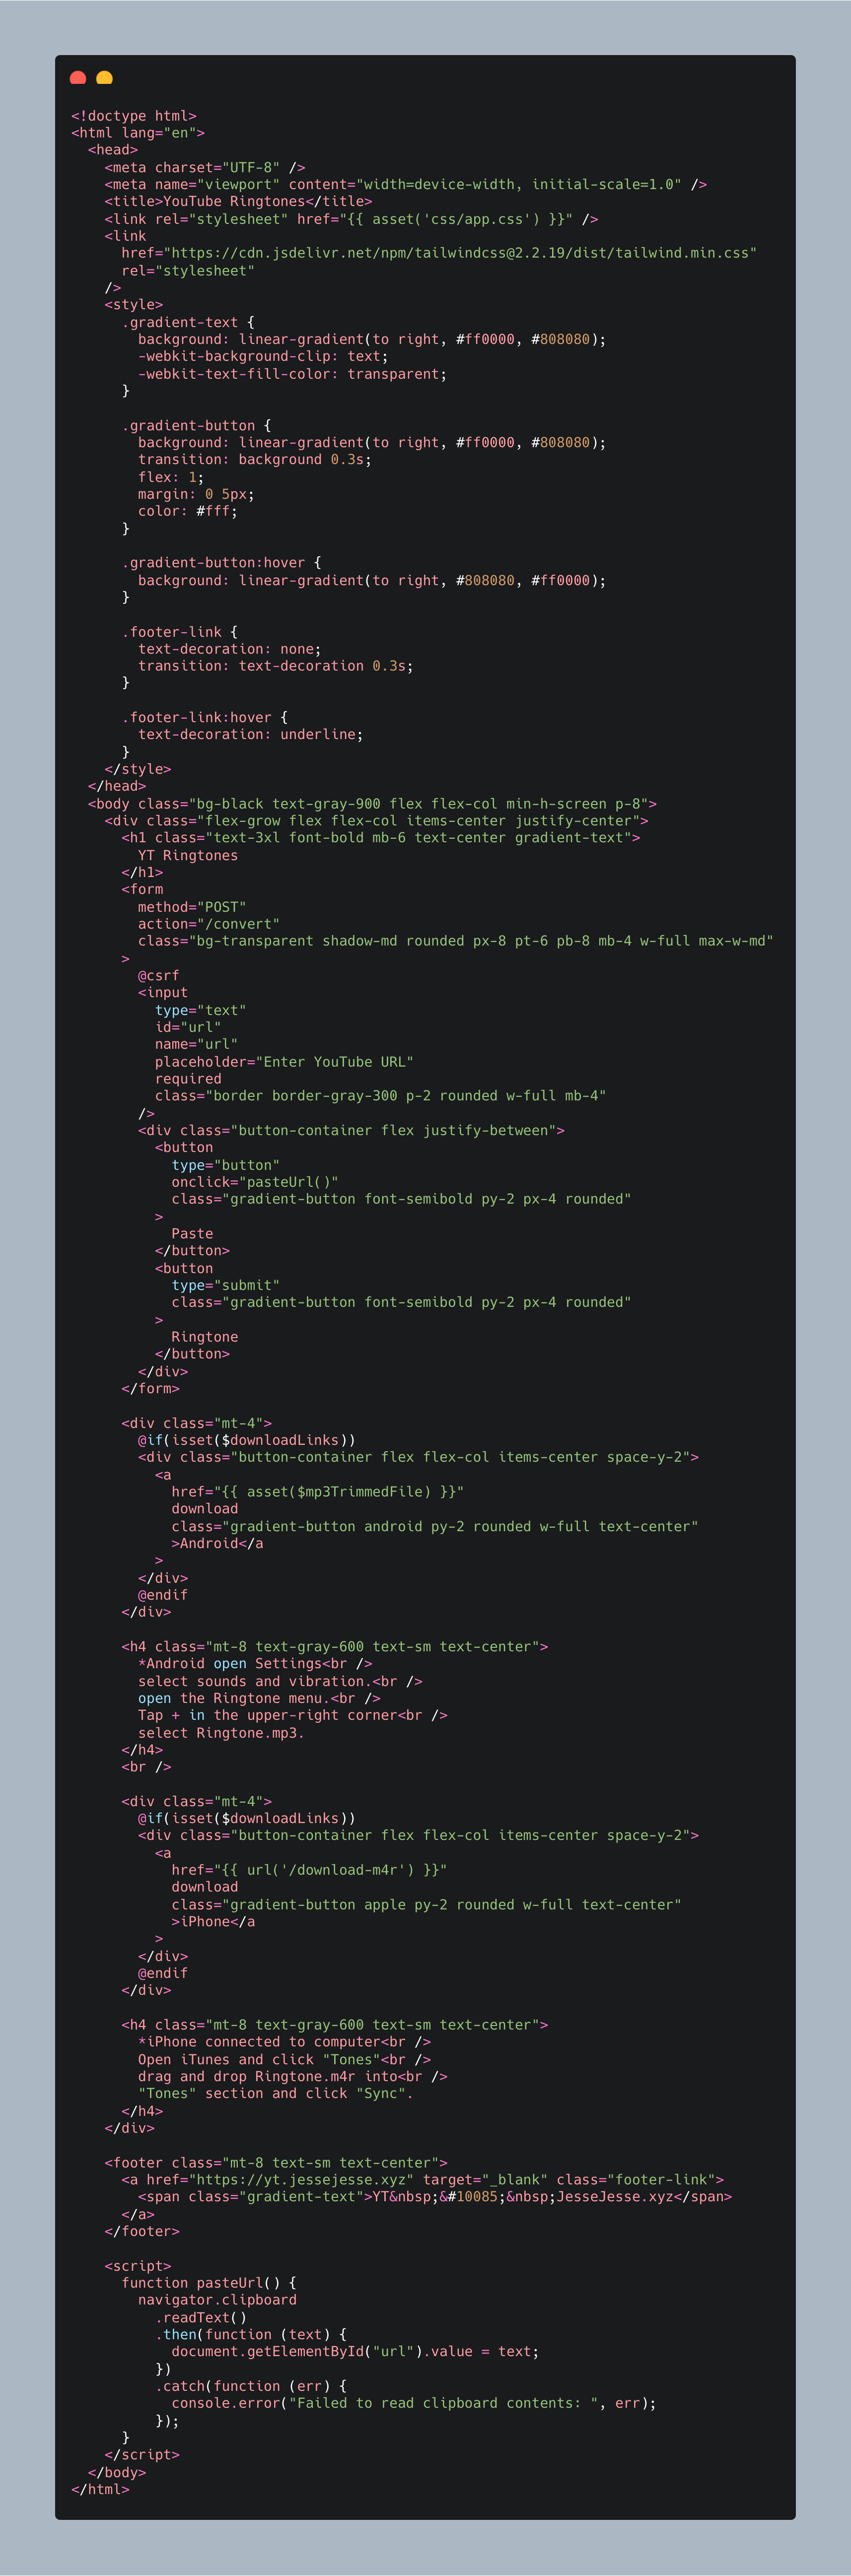 <!doctype html>
<html lang="en">
  <head>
    <meta charset="UTF-8" />
    <meta name="viewport" content="width=device-width, initial-scale=1.0" />
    <title>YouTube Ringtones</title>
    <link rel="stylesheet" href="{{ asset('css/app.css') }}" />
    <link
      href="https://cdn.jsdelivr.net/npm/tailwindcss@2.2.19/dist/tailwind.min.css"
      rel="stylesheet"
    />
    <style>
      .gradient-text {
        background: linear-gradient(to right, #ff0000, #808080);
        -webkit-background-clip: text;
        -webkit-text-fill-color: transparent;
      }

      .gradient-button {
        background: linear-gradient(to right, #ff0000, #808080);
        transition: background 0.3s;
        flex: 1;
        margin: 0 5px;
        color: #fff;
      }

      .gradient-button:hover {
        background: linear-gradient(to right, #808080, #ff0000);
      }

      .footer-link {
        text-decoration: none;
        transition: text-decoration 0.3s;
      }

      .footer-link:hover {
        text-decoration: underline;
      }
    </style>
  </head>
  <body class="bg-black text-gray-900 flex flex-col min-h-screen p-8">
    <div class="flex-grow flex flex-col items-center justify-center">
      <h1 class="text-3xl font-bold mb-6 text-center gradient-text">
        YT Ringtones
      </h1>
      <form
        method="POST"
        action="/convert"
        class="bg-transparent shadow-md rounded px-8 pt-6 pb-8 mb-4 w-full max-w-md"
      >
        @csrf
        <input
          type="text"
          id="url"
          name="url"
          placeholder="Enter YouTube URL"
          required
          class="border border-gray-300 p-2 rounded w-full mb-4"
        />
        <div class="button-container flex justify-between">
          <button
            type="button"
            onclick="pasteUrl()"
            class="gradient-button font-semibold py-2 px-4 rounded"
          >
            Paste
          </button>
          <button
            type="submit"
            class="gradient-button font-semibold py-2 px-4 rounded"
          >
            Ringtone
          </button>
        </div>
      </form>

      <div class="mt-4">
        @if(isset($downloadLinks))
        <div class="button-container flex flex-col items-center space-y-2">
          <a
            href="{{ asset($mp3TrimmedFile) }}"
            download
            class="gradient-button android py-2 rounded w-full text-center"
            >Android</a
          >
        </div>
        @endif
      </div>

      <h4 class="mt-8 text-gray-600 text-sm text-center">
        *Android open Settings<br />
        select sounds and vibration.<br />
        open the Ringtone menu.<br />
        Tap + in the upper-right corner<br />
        select Ringtone.mp3.
      </h4>
      <br />

      <div class="mt-4">
        @if(isset($downloadLinks))
        <div class="button-container flex flex-col items-center space-y-2">
          <a
            href="{{ url('/download-m4r') }}"
            download
            class="gradient-button apple py-2 rounded w-full text-center"
            >iPhone</a
          >
        </div>
        @endif
      </div>

      <h4 class="mt-8 text-gray-600 text-sm text-center">
        *iPhone connected to computer<br />
        Open iTunes and click "Tones"<br />
        drag and drop Ringtone.m4r into<br />
        "Tones" section and click "Sync".
      </h4>
    </div>

    <footer class="mt-8 text-sm text-center">
      <a href="https://yt.jessejesse.xyz" target="_blank" class="footer-link">
        <span class="gradient-text">YT&nbsp;&#10085;&nbsp;JesseJesse.xyz</span>
      </a>
    </footer>

    <script>
      function pasteUrl() {
        navigator.clipboard
          .readText()
          .then(function (text) {
            document.getElementById("url").value = text;
          })
          .catch(function (err) {
            console.error("Failed to read clipboard contents: ", err);
          });
      }
    </script>
  </body>
</html>